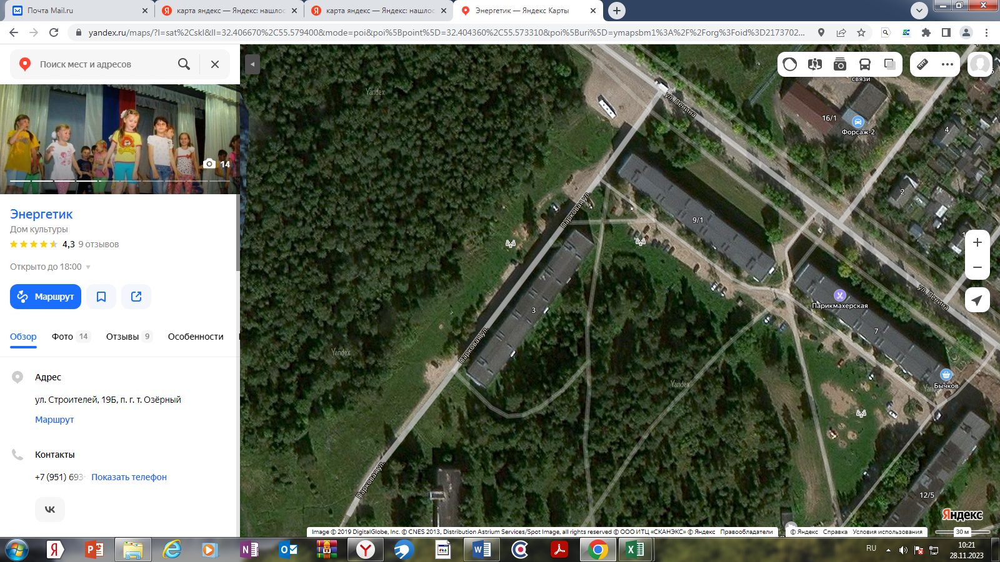 Почта Mail.ru
карта яндекс — Яндекс: нашлос
карта яндекс — Яндекс: нашлос
Энергетик — Яндекс Карты
yandex.ru/maps/?l=sat%2Cskl&ll=32.406670%2C55.579400&mode=poi&poi%5Bpoint%5D=32.404360%2C55.573310&poi%5Buri%5D=ymapsbm1%3A%2F%2Forg%3Foid%3D2173702...
Поиск мест и адресов
14
Энергетик
Дом культуры
4,3 9 отзывов
Открыто до 18:00
Маршрут
Обзор
Фото 14
Отзывы 9
Особенности
Адрес
ул. Строителей, 19Б, п. г. т. Озёрный
Маршрут
Контакты
+7 (951) 693
Показать телефон
Yandex
связи
ул. Ленина
16/1
Форсаж-2
4
2
Парковая ул.
9/1
3
Парикмахерская
ул. Ленина
7
Парковая ул.
Yandex
Yandex
Бычков
Парковая ул.
12/5
Яндекс
Image © 2019 DigitalGlobe, Inc. © CNES 2013, Distribution Astrium Services/Spot Image, all rights reserved © ООО ИТЦ «СКАНЭКС» © Яндекс Правообладатели
© Яндекс Справка Условия использования
30 м
RU
10:21
28.11.2023